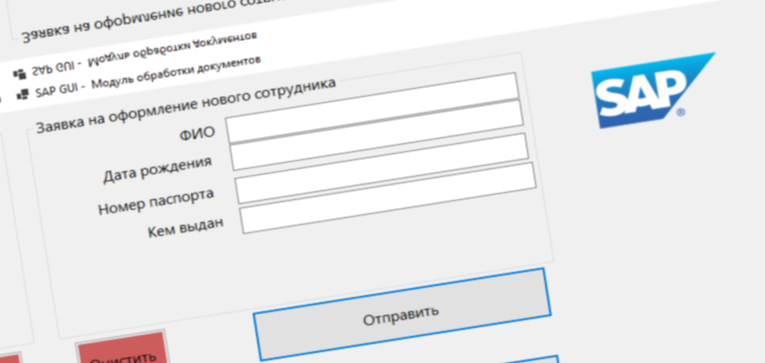 Заявка на оформление нового
SAP GUI - Модуль обработки документов
SAP GUI - Модуль обработки документов
Заявка на оформление нового сотрудника
ФИО
Дата рождения
Номер паспорта
Кем выдан
SAP
®
Отправить
Очистить